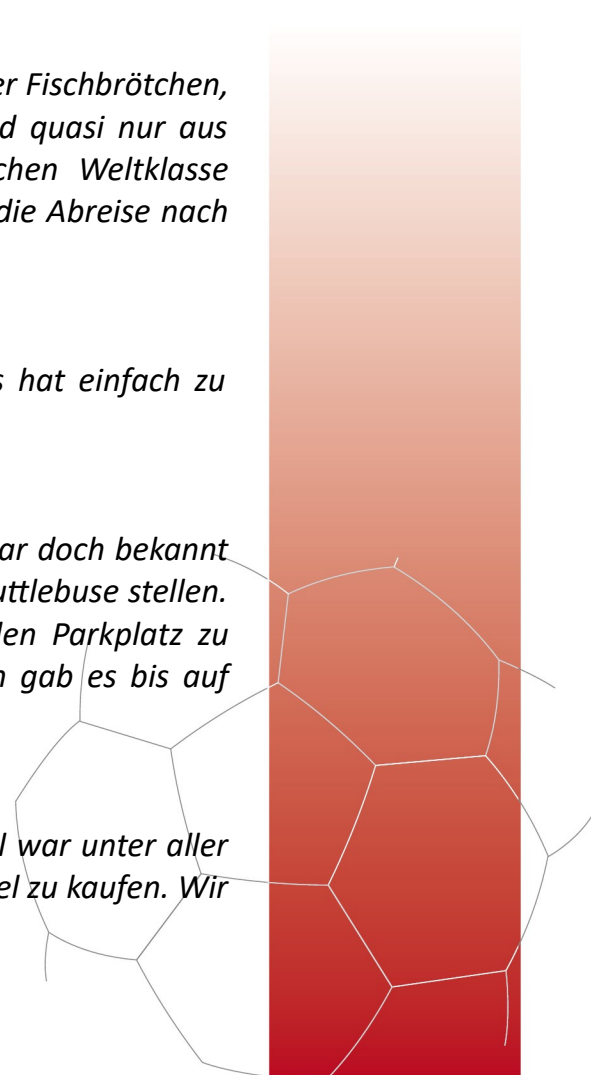 er Fischbrötchen,
d quasi nur aus
chen Weltklasse
die Abreise nach
s hat einfach zu
ar doch bekannt
uttlebuse stellen.
den Parkplatz zu
n gab es bis auf
l war unter aller
el zu kaufen. Wir